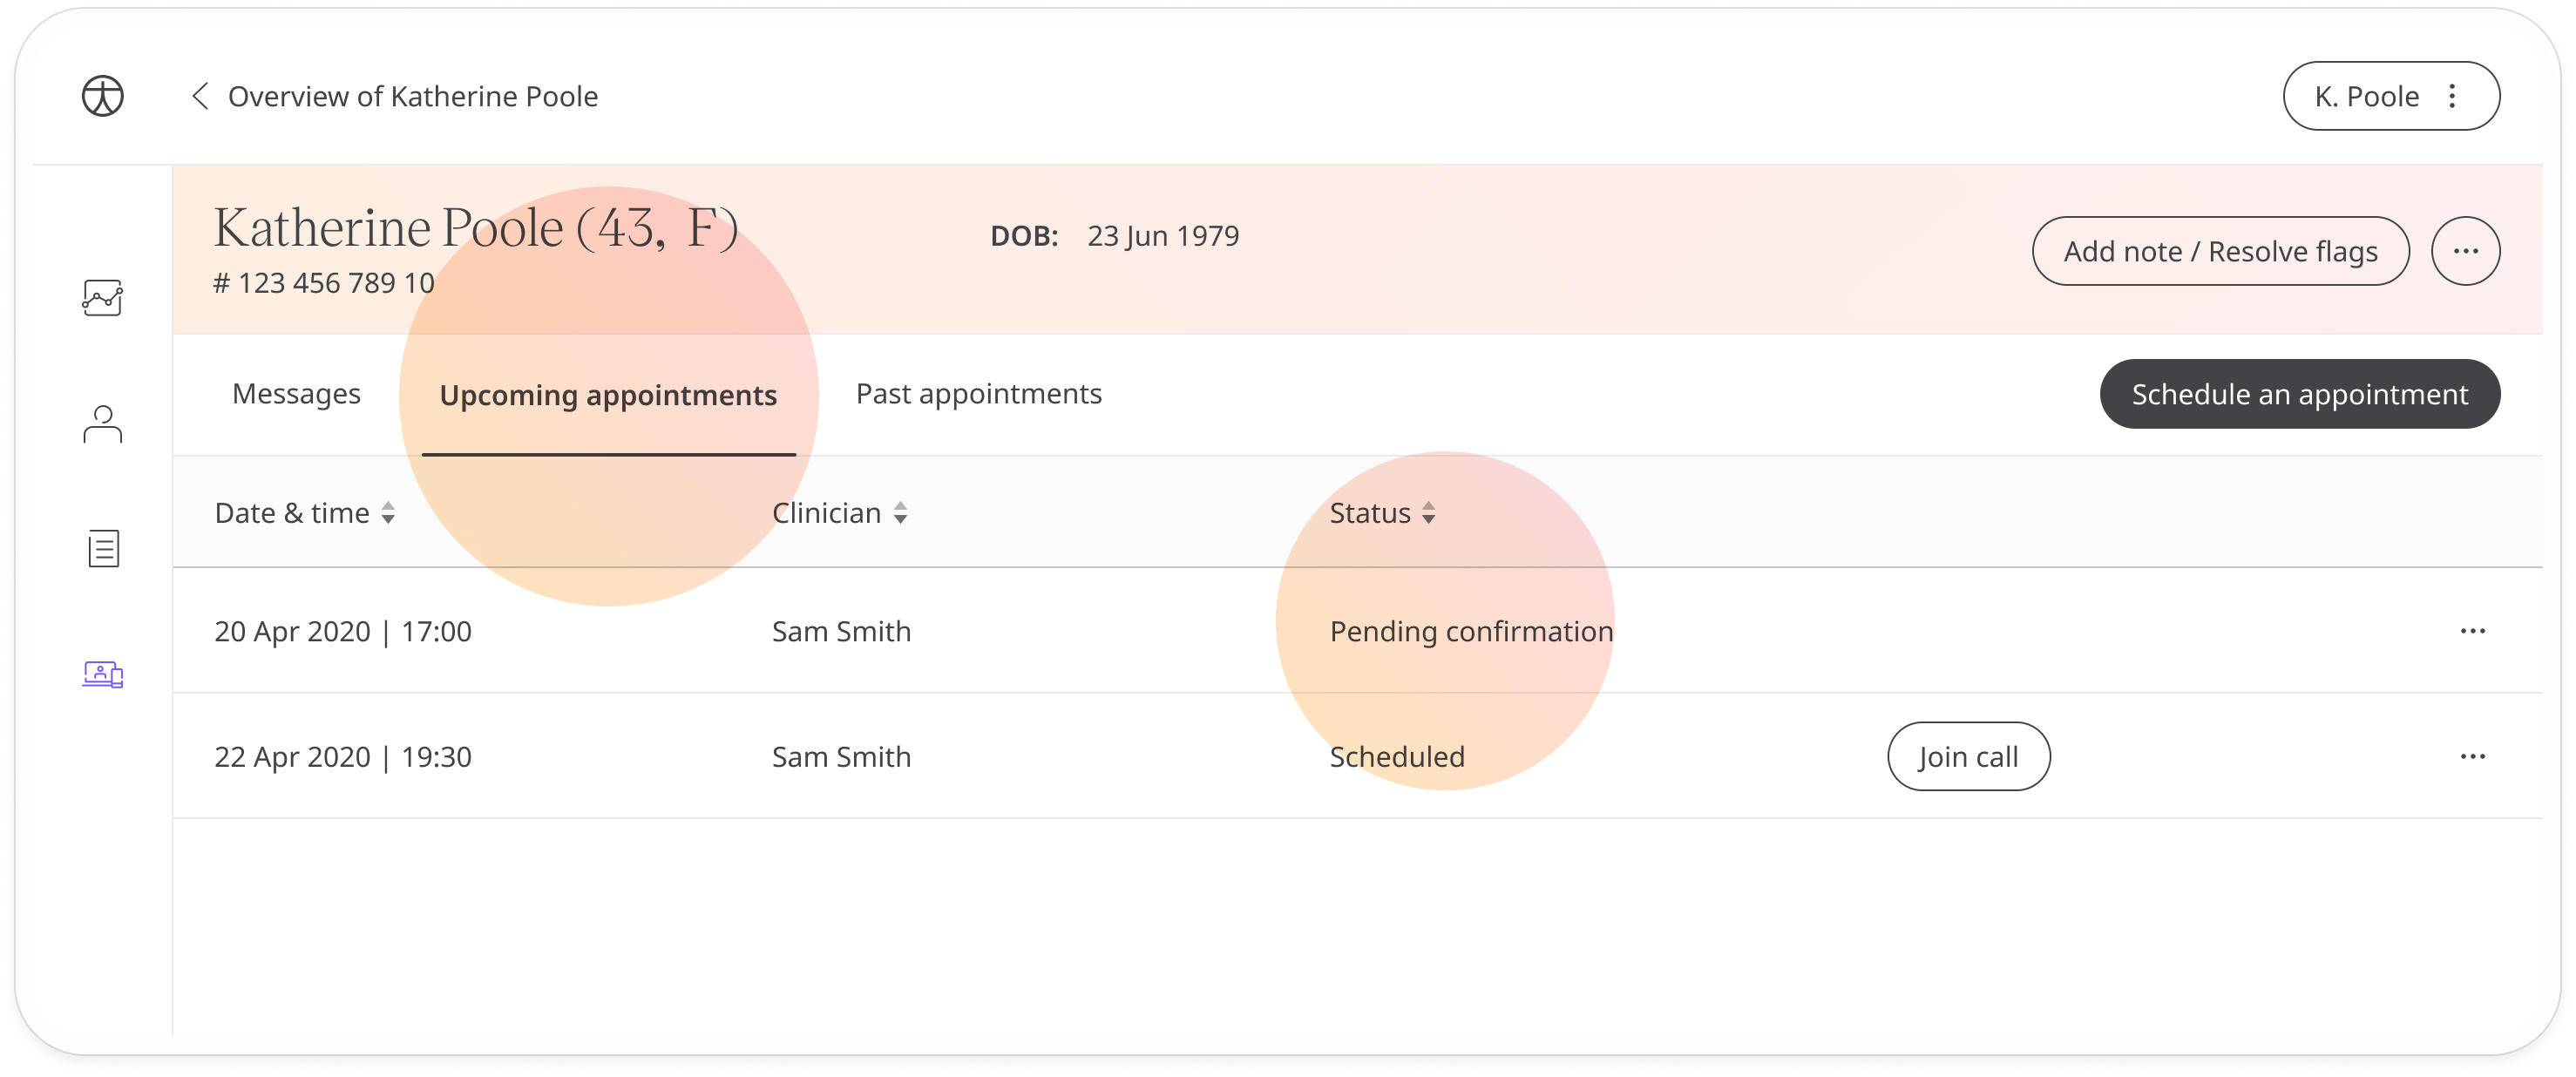 Overview of Katherine Poole
K. Poole
Katherine Poole (43, F)
DOB: 23 Jun 1979
# 123 456 789 10
Add note / Resolve flags
Messages
Upcoming appointments
Past appointments
Schedule an appointment
Date & time
Clinician
Status
20 Apr 2020 | 17:00
Sam Smith
Pending confirmation
22 Apr 2020 | 19:30
Sam Smith
Scheduled
Join call